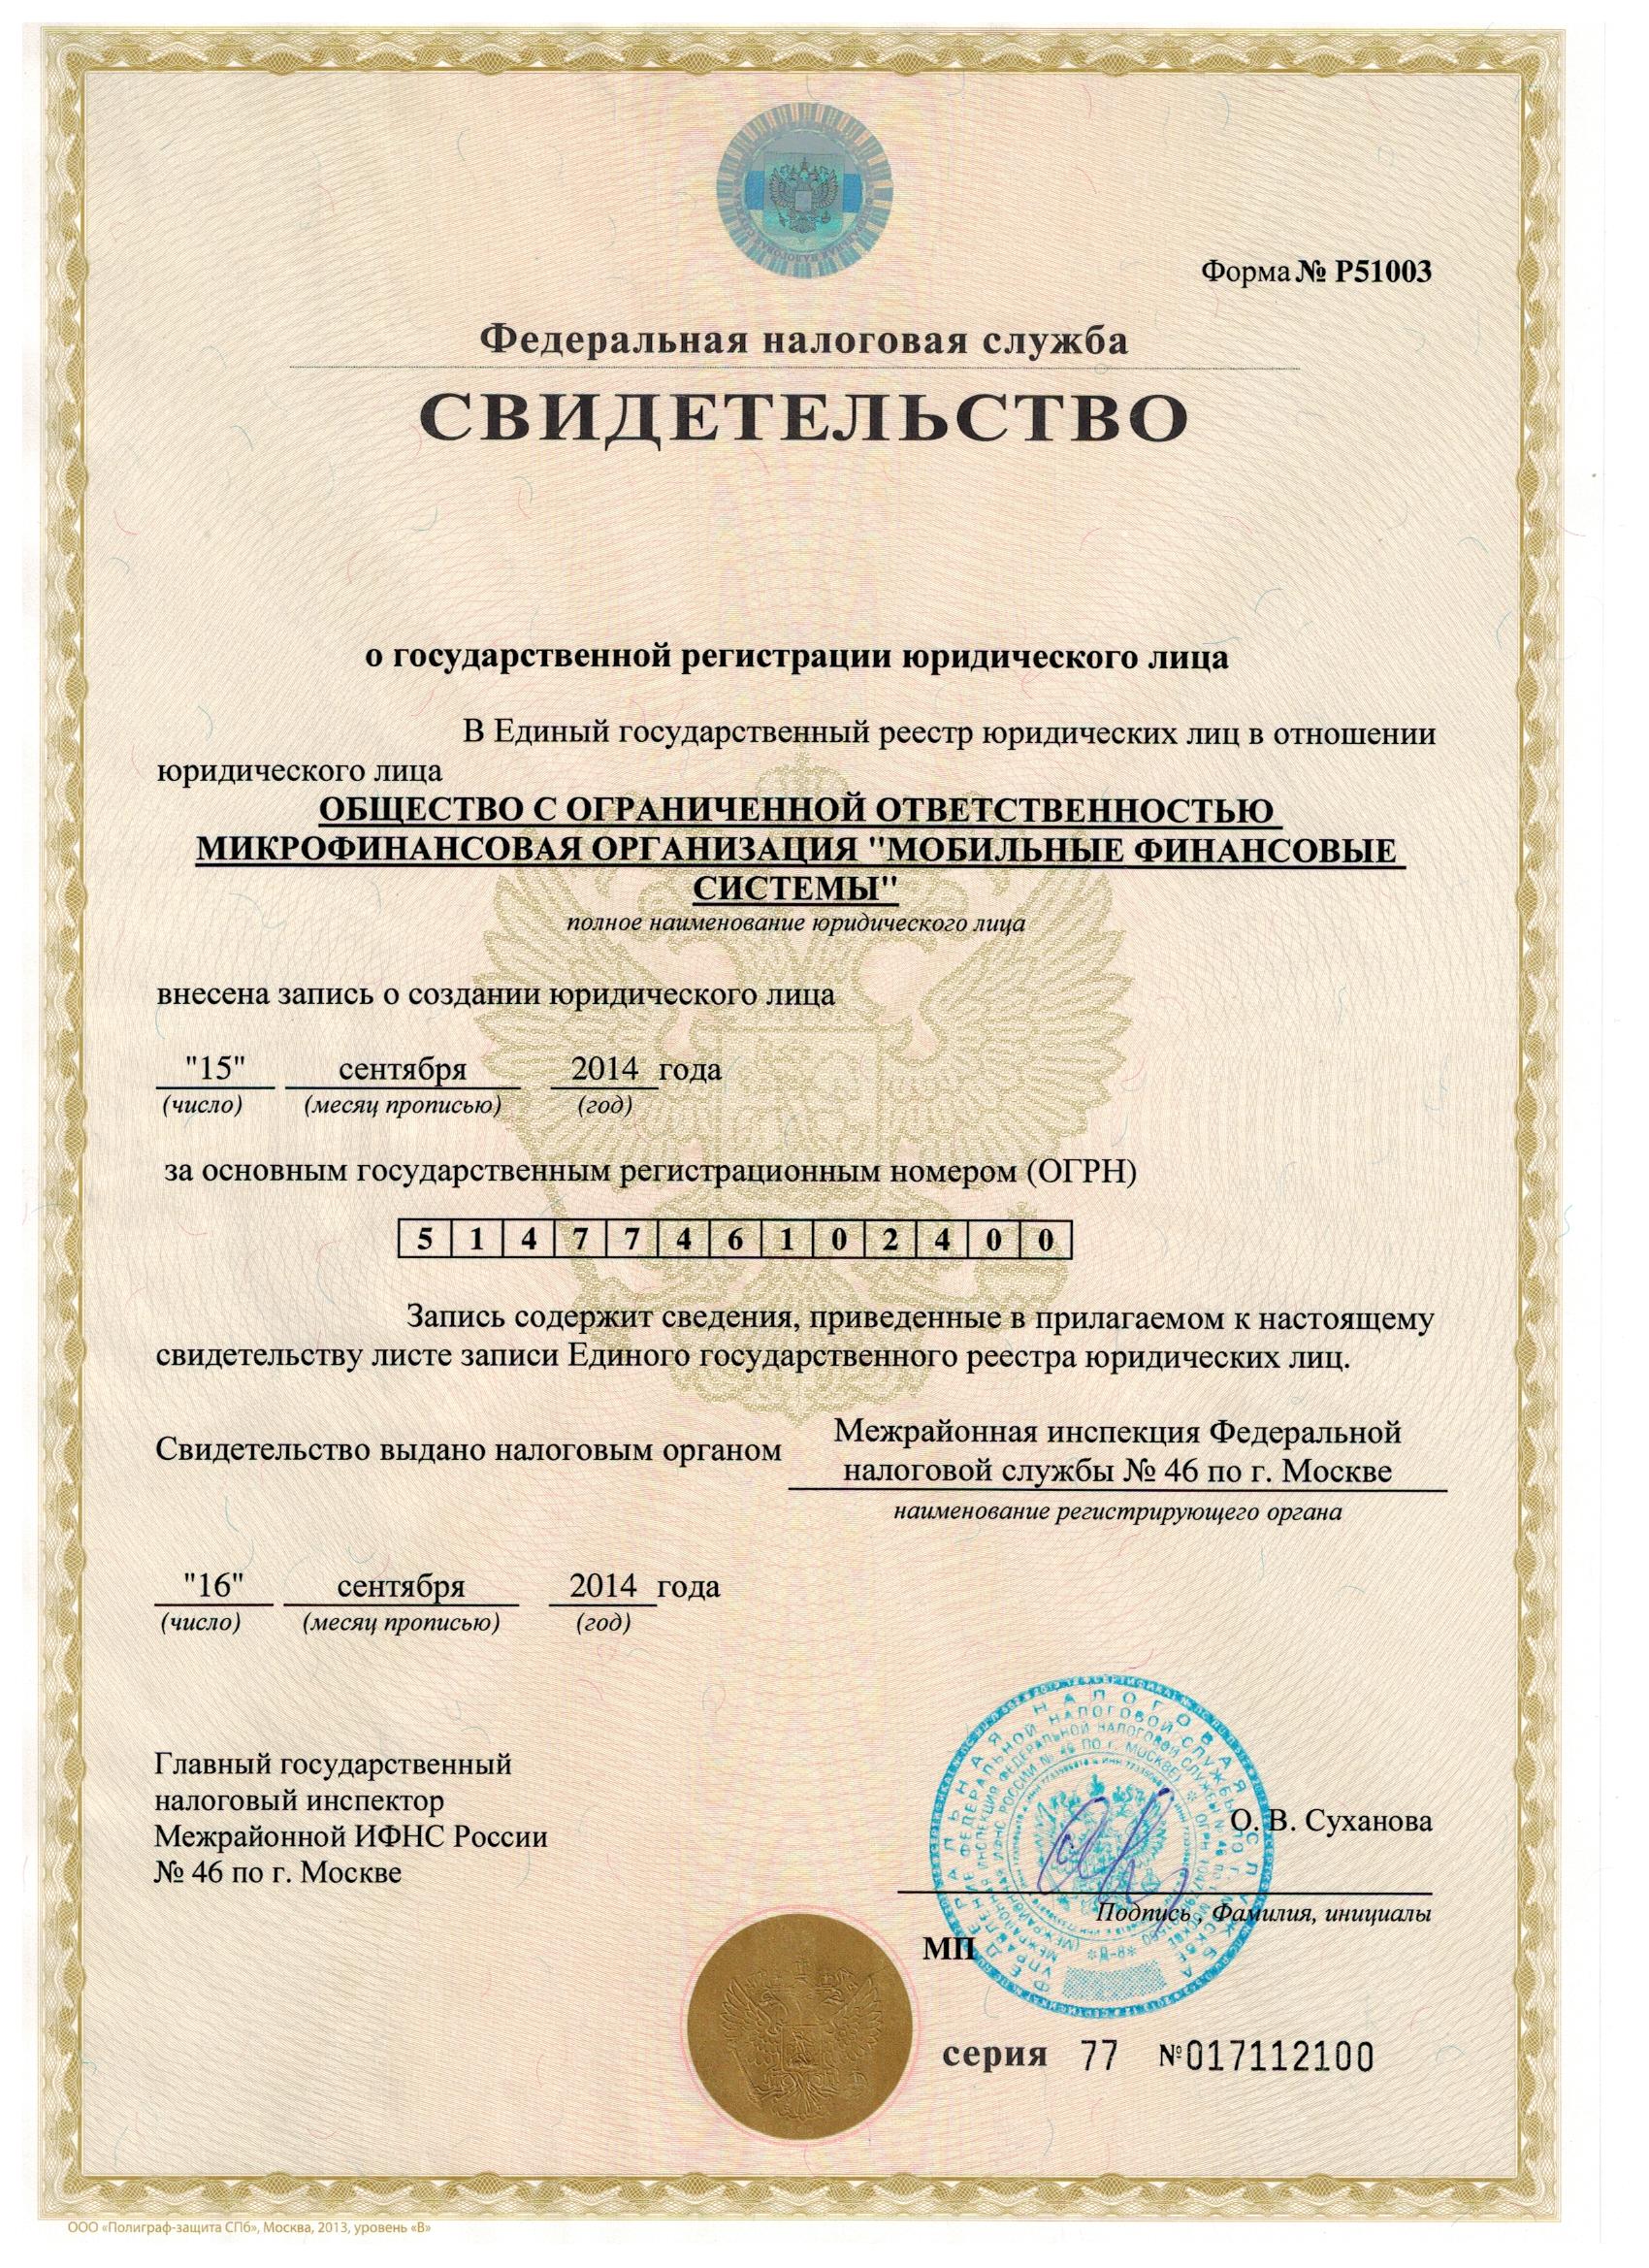 Форма № Р51003
Федеральная налоговая служба
СВИДЕТЕЛЬСТВО
о государственной регистрации юридического лица
В Единый государственный реестр юридических лиц в отношении
юридического лица
ОБЩЕСТВО С ОГРАНИЧЕННОЙ ОТВЕТСТВЕННОСТЬЮ
МИКРОФИНАНСОВАЯ ОРГАНИЗАЦИЯ "МОБИЛЬНЫЕ ФИНАНСОВЫЕ
СИСТЕМЫ"
полное наименование юридического лица
внесена запись о создании юридического лица
"15" сентября 2014 года
(число) (месяц прописью) (год)
за основным государственным регистрационным номером (ОГРН)
5 1 4 7 7 4 6 1 0 2 4 0 0
Запись содержит сведения, приведенные в прилагаемом к настоящему
свидетельству листе записи Единого государственного реестра юридических лиц.
Свидетельство выдано налоговым органом
Межрайонная инспекция Федеральной
налоговой службы № 46 по г. Москве
наименование регистрирующего органа
"16" сентября 2014 года
(число) (месяц прописью) (год)
Главный государственный
налоговый инспектор
Межрайонной ИФНС России
№ 46 по г. Москве
О. В. Суханова
Подпись , Фамилия, инициалы
МП
ФЕДЕРАЛЬНАЯ НАЛОГОВАЯ СЛУЖБА
серия 77 №017112100
ООО «Полиграф-защита СПб», Москва, 2013, уровень «В»